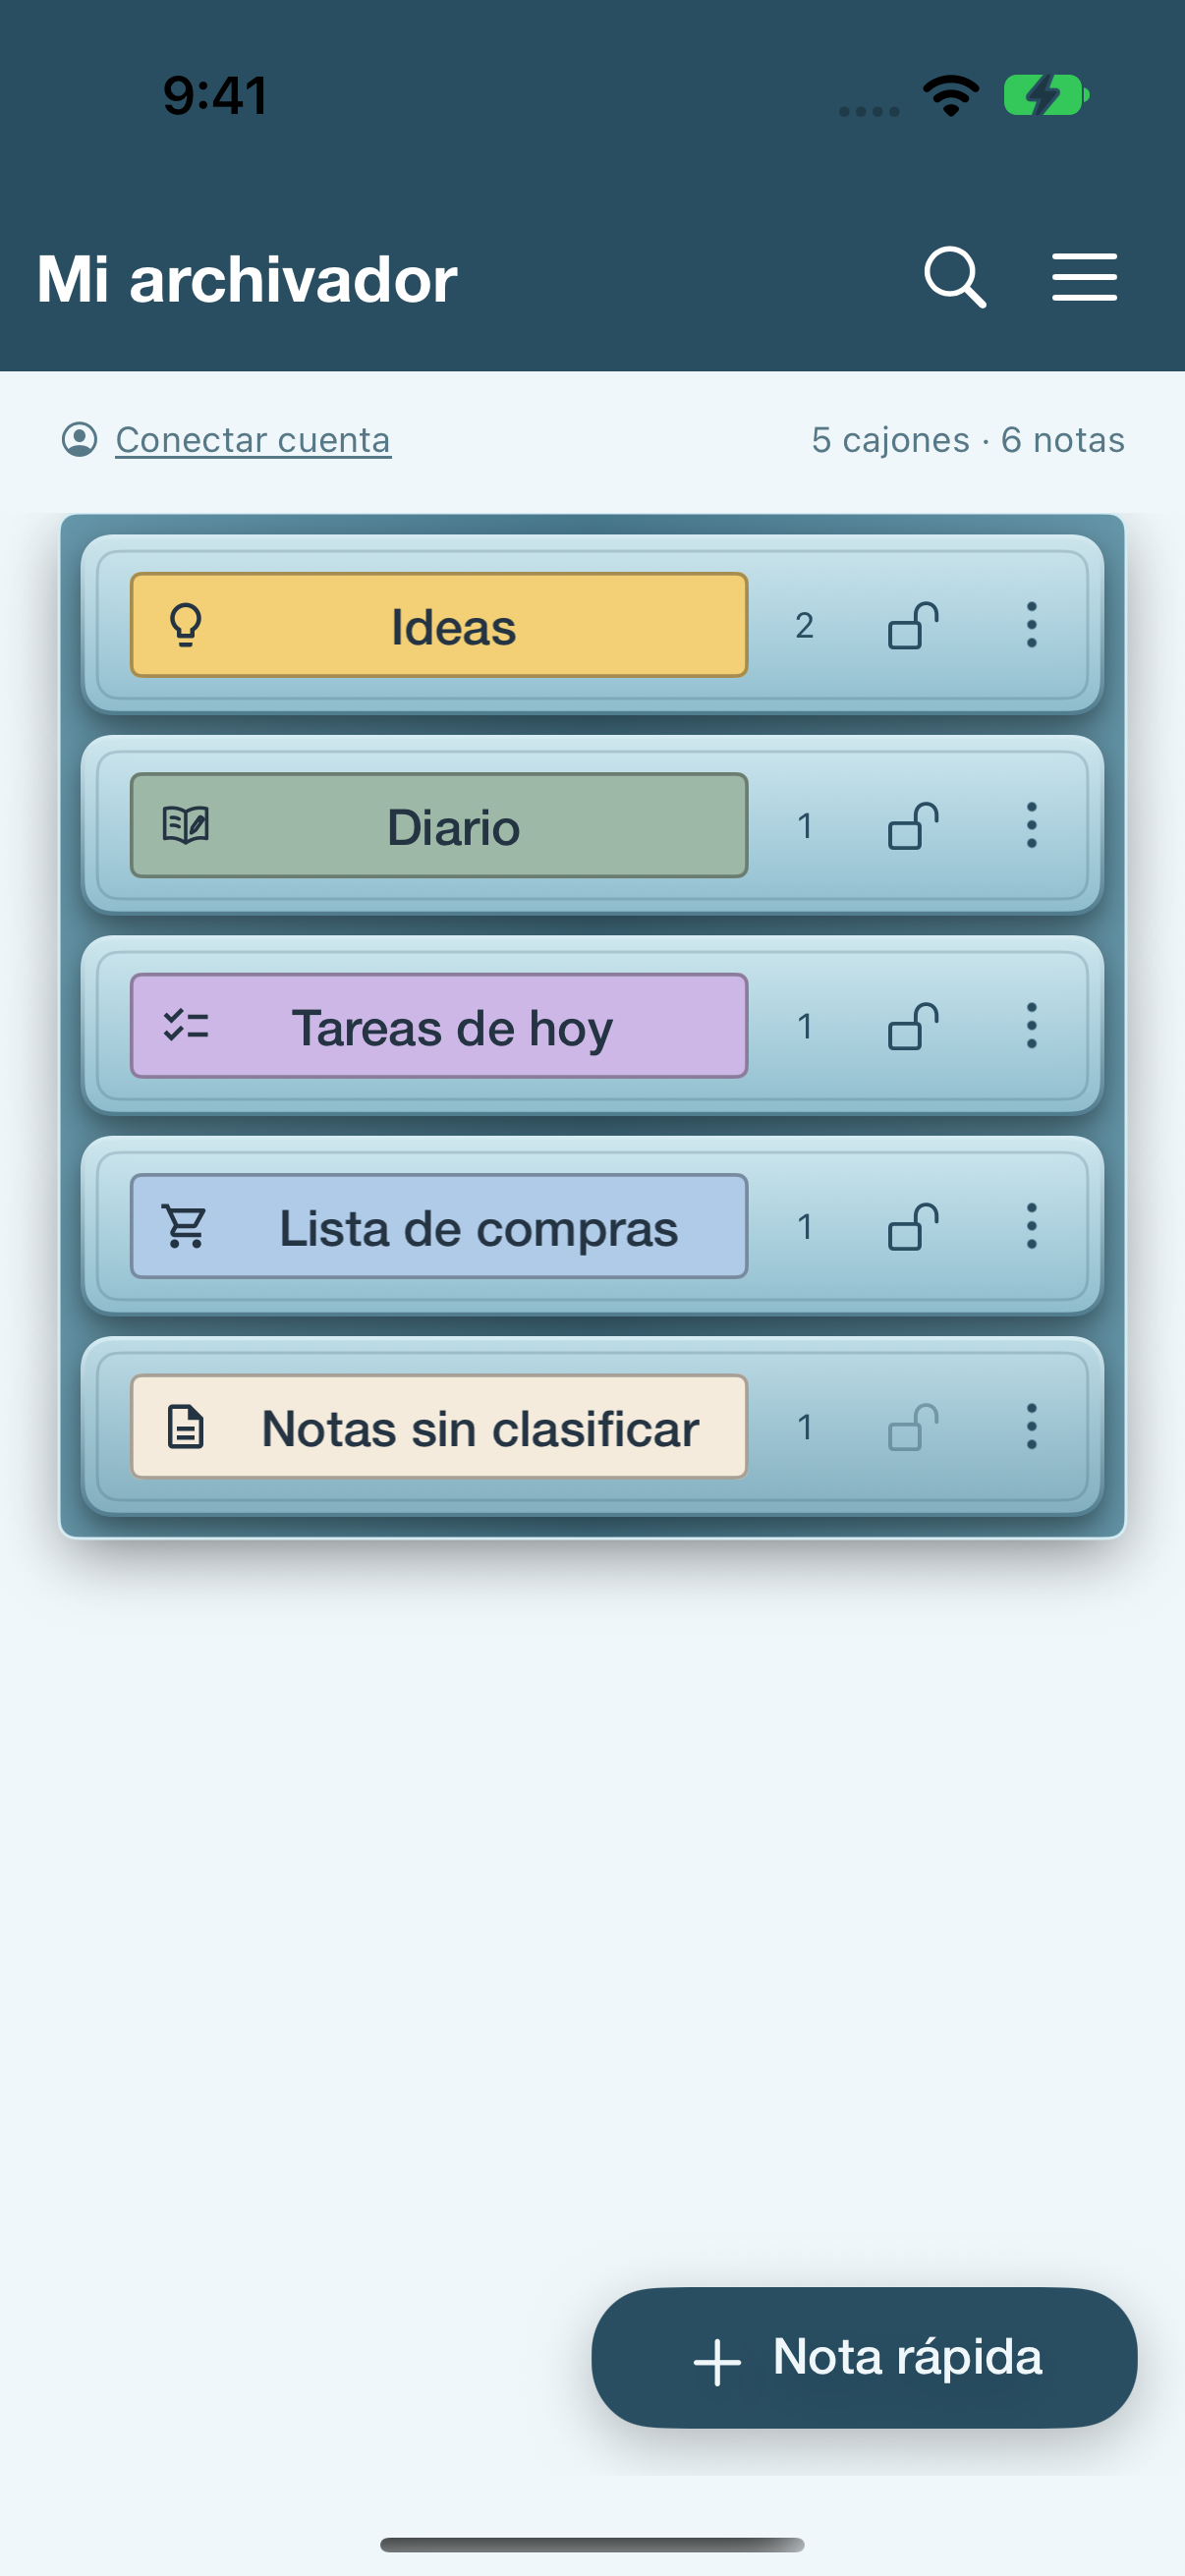 9:41
Mi archivador
Conectar cuenta
5 cajones · 6 notas
Ideas
2
Diario
1
Tareas de hoy
1
Lista de compras
1
Notas sin clasificar
1
Nota rápida